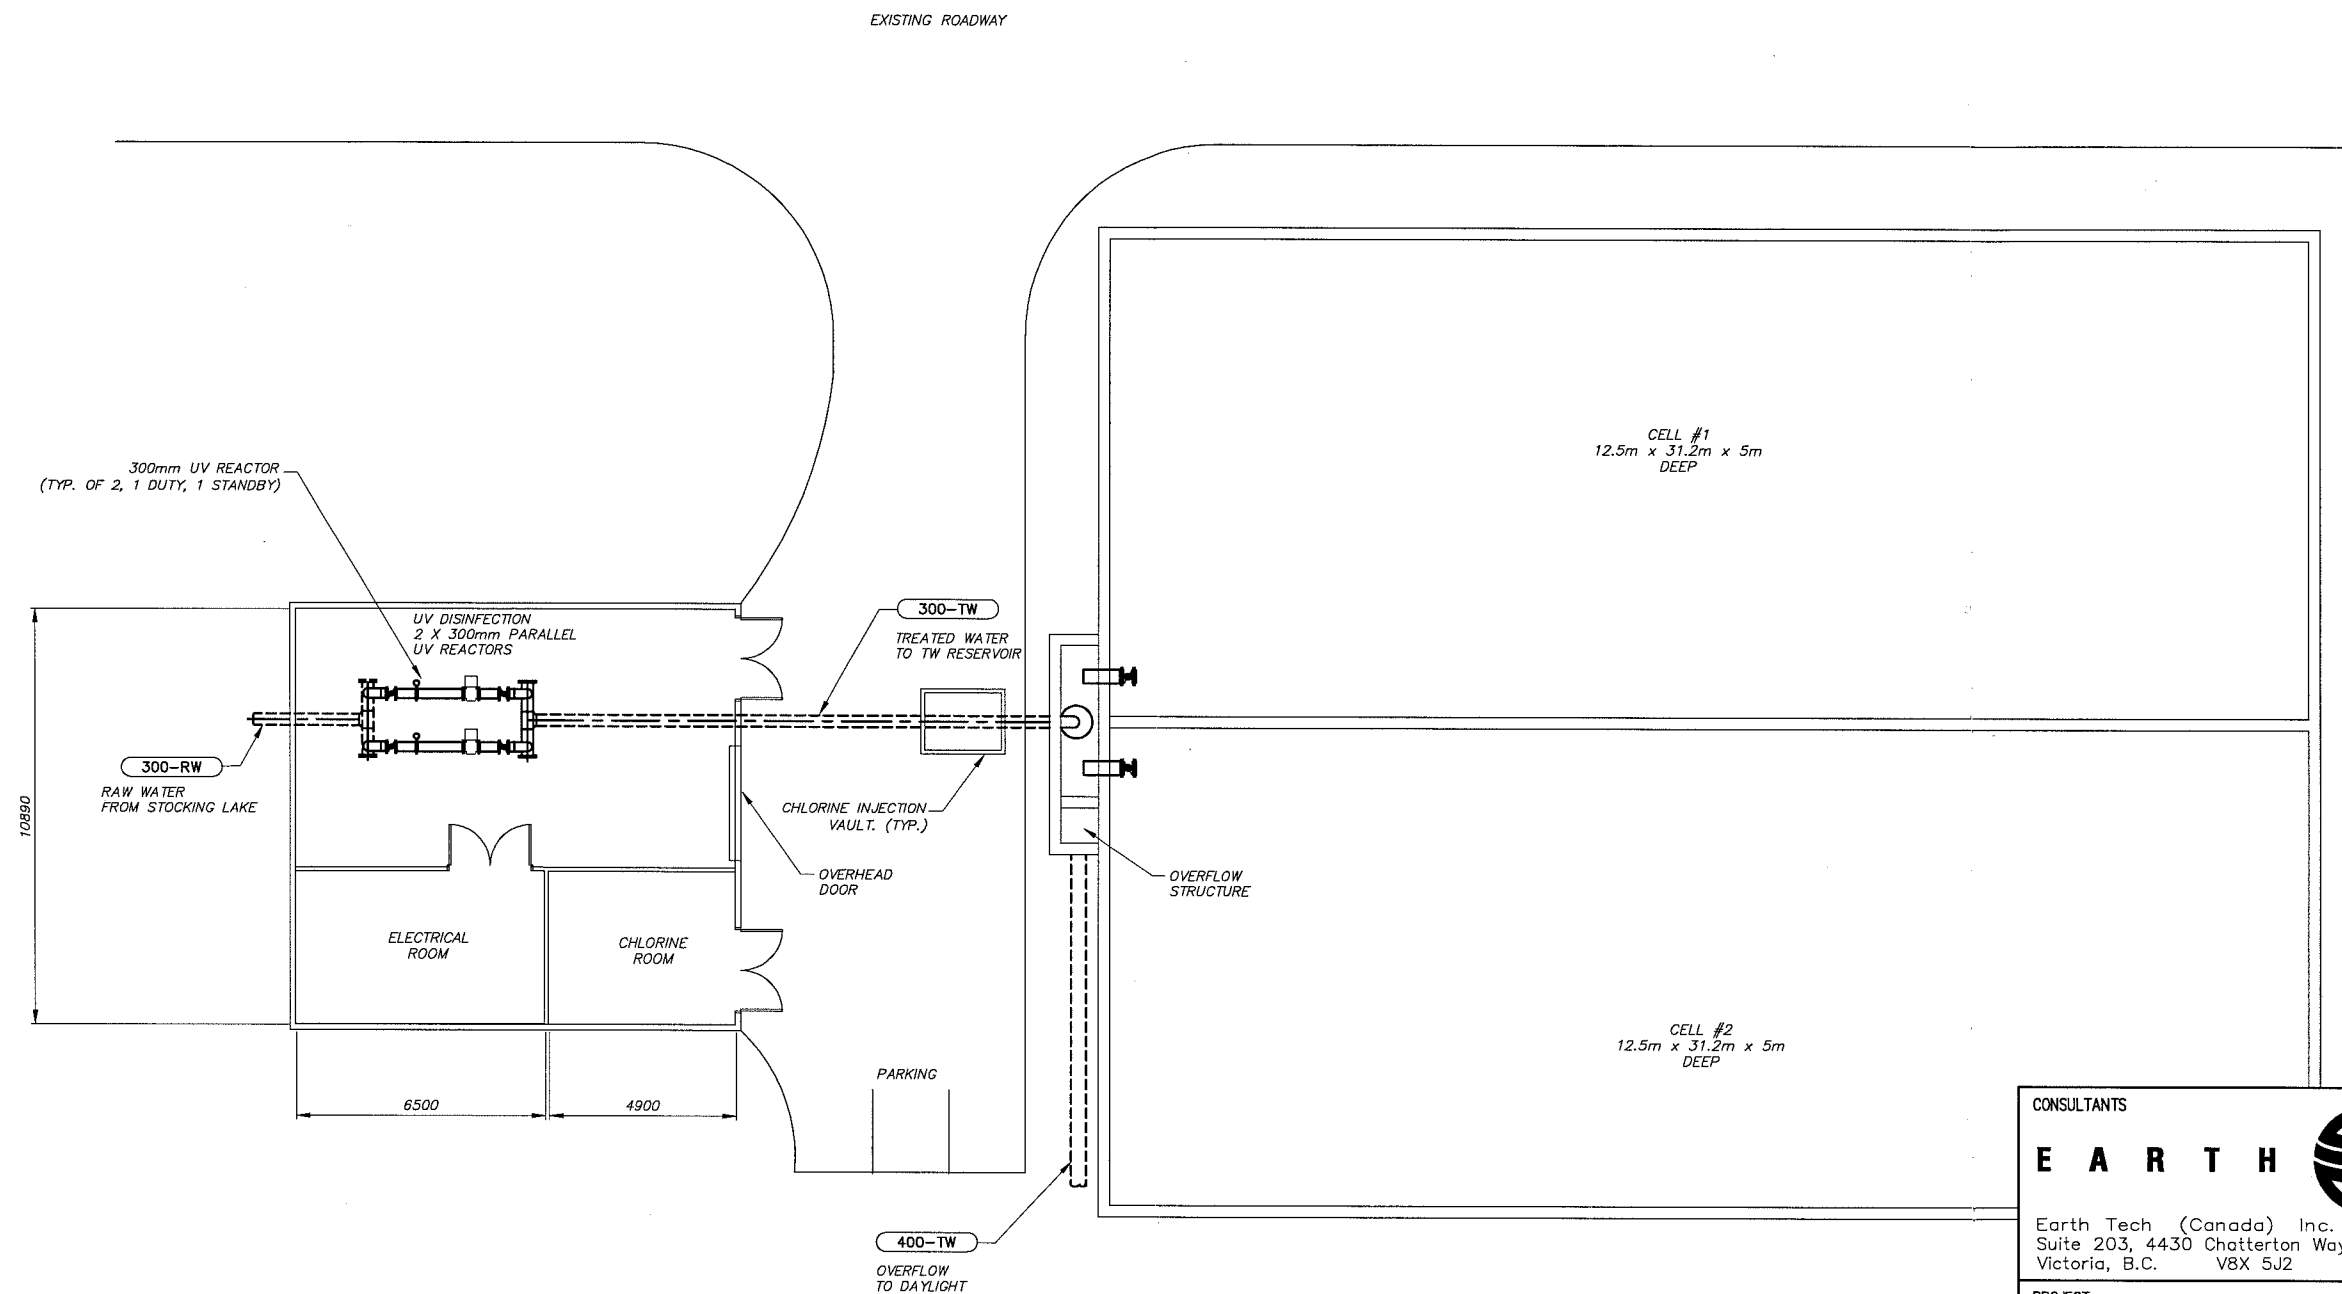 EXISTING ROADWAY
CELL #1
12.5m x 31.2m x 5m
DEEP
300mm UV REACTOR
(TYP. OF 2, 1 DUTY, 1 STANDBY)
UV DISINFECTION
2 X 300mm PARALLEL
UV REACTORS
300-TW
TREATED WATER
TO TW RESERVOIR
300-RW
RAW WATER
FROM STOCKING LAKE
10890
CHLORINE INJECTION
VAULT. (TYP.)
OVERHEAD
DOOR
OVERFLOW
STRUCTURE
ELECTRICAL
ROOM
CHLORINE
ROOM
CELL #2
12.5m x 31.2m x 5m
DEEP
PARKING
6500
4900
400-TW
OVERFLOW
TO DAYLIGHT
CONSULTANTS
EARTH
Earth Tech (Canada) Inc.
Suite 203, 4430 Chatterton Way
Victoria, B.C. V8X 5J2